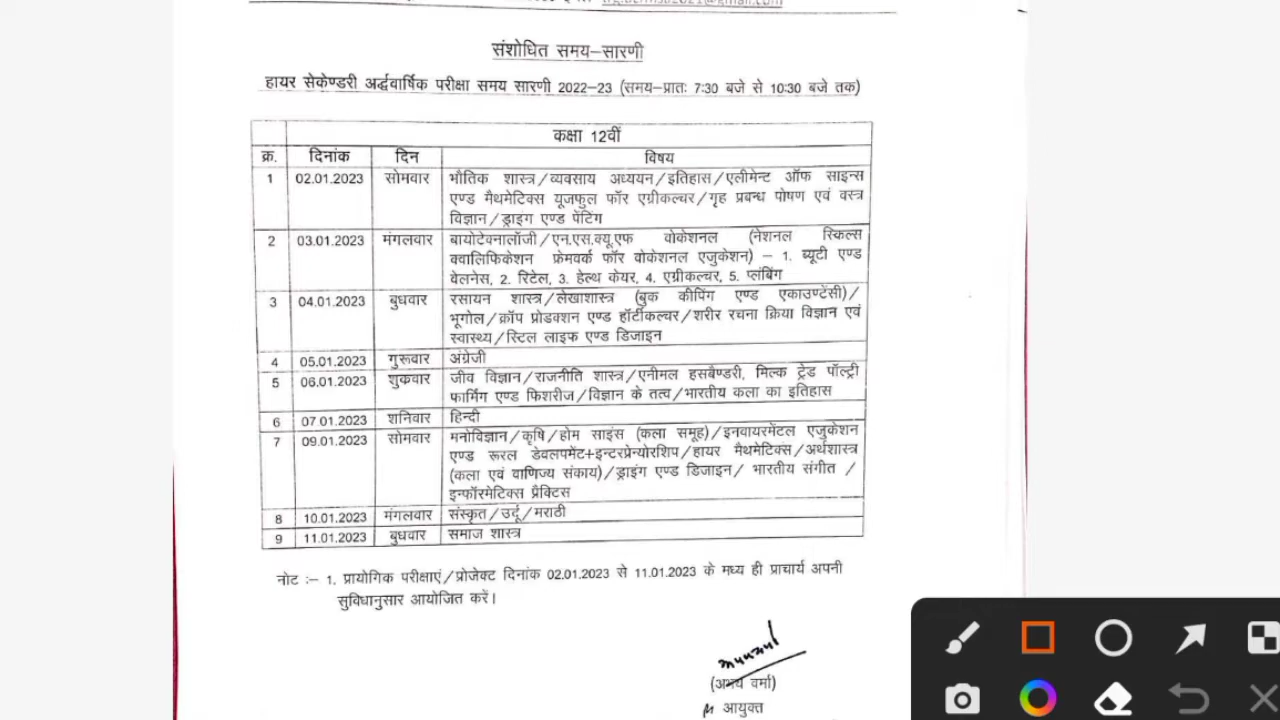 संशोधित समय–सारणी
हायर सेकेण्डरी अर्द्धवार्षिक परीक्षा समय सारणी 2022–23 (समय–प्रातः 7:30 बजे से 10:30 बजे तक)
कक्षा 12वीं
क्र. दिनांक दिन विषय
1 02.01.2023 सोमवार भौतिक शास्त्र/व्यवसाय अध्ययन/इतिहास/एलीमेन्ट ऑफ साइन्स
एण्ड मैथमेटिक्स यूजफुल फॉर एग्रीकल्चर/गृह प्रबन्ध पोषण एवं वस्त्र
विज्ञान/ड्राइग एण्ड पेंटिंग
2 03.01.2023 मंगलवार बायोटेक्नालॉजी/एन.एस.क्यू.एफ वोकेशनल (नेशनल स्किल्स
क्वालिफिकेशन फ्रेमवर्क फॉर वोकेशनल एजुकेशन) – 1. ब्यूटी एण्ड
वेलनेस, 2. रिटेल, 3. हेल्थ केयर, 4. एग्रीकल्चर, 5. प्लंबिंग
3 04.01.2023 बुधवार रसायन शास्त्र/लेखाशास्त्र (बुक कीपिंग एण्ड एकाउण्टेंसी)/
भूगोल/क्रॉप प्रोडक्शन एण्ड हॉर्टीकल्चर/शरीर रचना क्रिया विज्ञान एवं
स्वास्थ्य/स्टिल लाइफ एण्ड डिजाइन
4 05.01.2023 गुरूवार अंग्रेजी
5 06.01.2023 शुकवार जीव विज्ञान/राजनीति शास्त्र/एनीमल हसबैण्डरी, मिल्क ट्रेड पॉल्ट्री
फार्मिंग एण्ड फिशरीज/विज्ञान के तत्व/भारतीय कला का इतिहास
6 07.01.2023 शनिवार हिन्दी
7 09.01.2023 सोमवार मनोविज्ञान/कृषि/होम साइंस (कला समूह)/इनवायरमेंटल एजुकेशन
एण्ड रूरल डेवलपमेंट+इन्टरप्रेन्योरशिप/हायर मैथमेटिक्स/अर्थशास्त्र
(कला एवं वाणिज्य संकाय)/ड्राइंग एण्ड डिजाइन/ भारतीय संगीत /
इन्फॉरमेटिक्स प्रैक्टिस
8 10.01.2023 मंगलवार संस्कृत/उर्दू/मराठी
9 11.01.2023 बुधवार समाज शास्त्र
नोट :– 1. प्रायोगिक परीक्षाएं/प्रोजेक्ट दिनांक 02.01.2023 से 11.01.2023 के मध्य ही प्राचार्य अपनी
सुविधानुसार आयोजित करें।
(अभय वर्मा)
आयुक्त